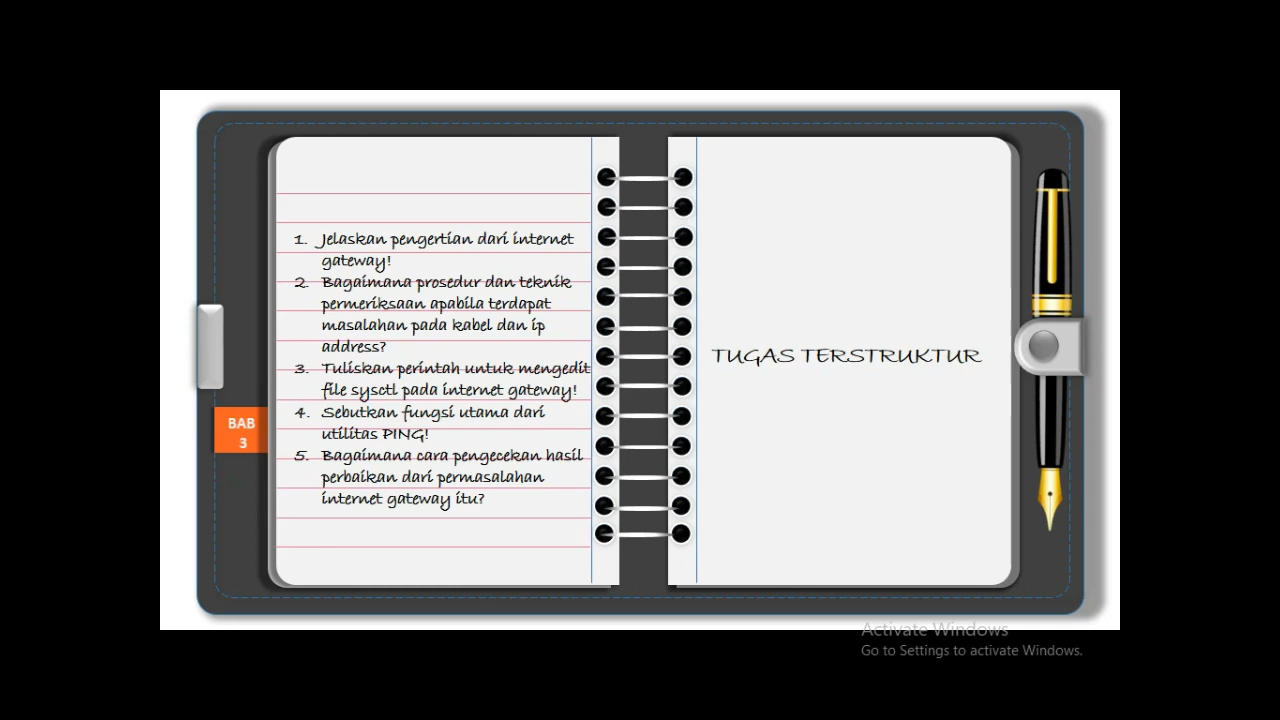 1. Jelaskan pengertian dari internet
gateway!
2. Bagaimana prosedur dan teknik
permeriksaan apabila terdapat
masalahan pada kabel dan ip
address?
3. Tuliskan perintah untuk mengedit
file sysctl pada internet gateway!
4. Sebutkan fungsi utama dari
utilitas PING!
5. Bagaimana cara pengecekan hasil
perbaikan dari permasalahan
internet gateway itu?
BAB
3
TUGAS TERSTRUKTUR
Activate Windows
Go to Settings to activate Windows.